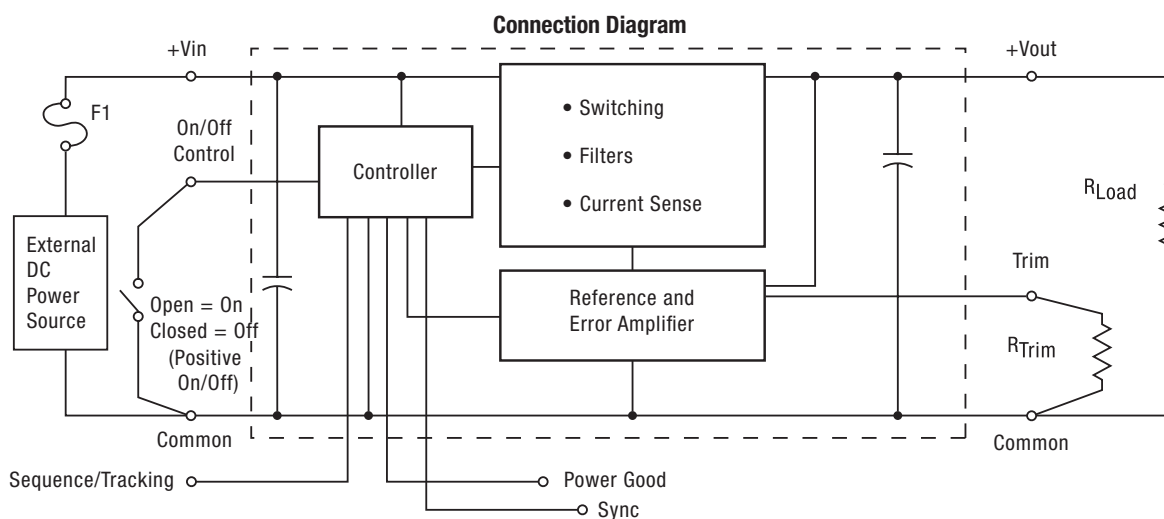 Connection Diagram
+Vin
+Vout
F1
On/Off
Control
Controller
• Switching
• Filters
• Current Sense
RLoad
External
DC
Power
Source
Open = On
Closed = Off
(Positive
On/Off)
Reference and
Error Amplifier
Trim
RTrim
Common
Common
Sequence/Tracking
Power Good
Sync